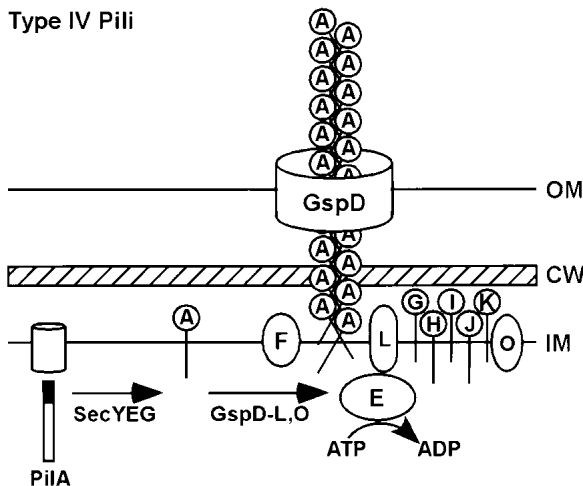 Type IV Pili
A
A
A
A
A
A
A
A
A
A
A
A
GspD
OM
A
A
A
A
CW
A
A
A
G I K
A
F
L
H J
O
IM
E
SecYEG
GspD-L,O
ATP
ADP
PilA